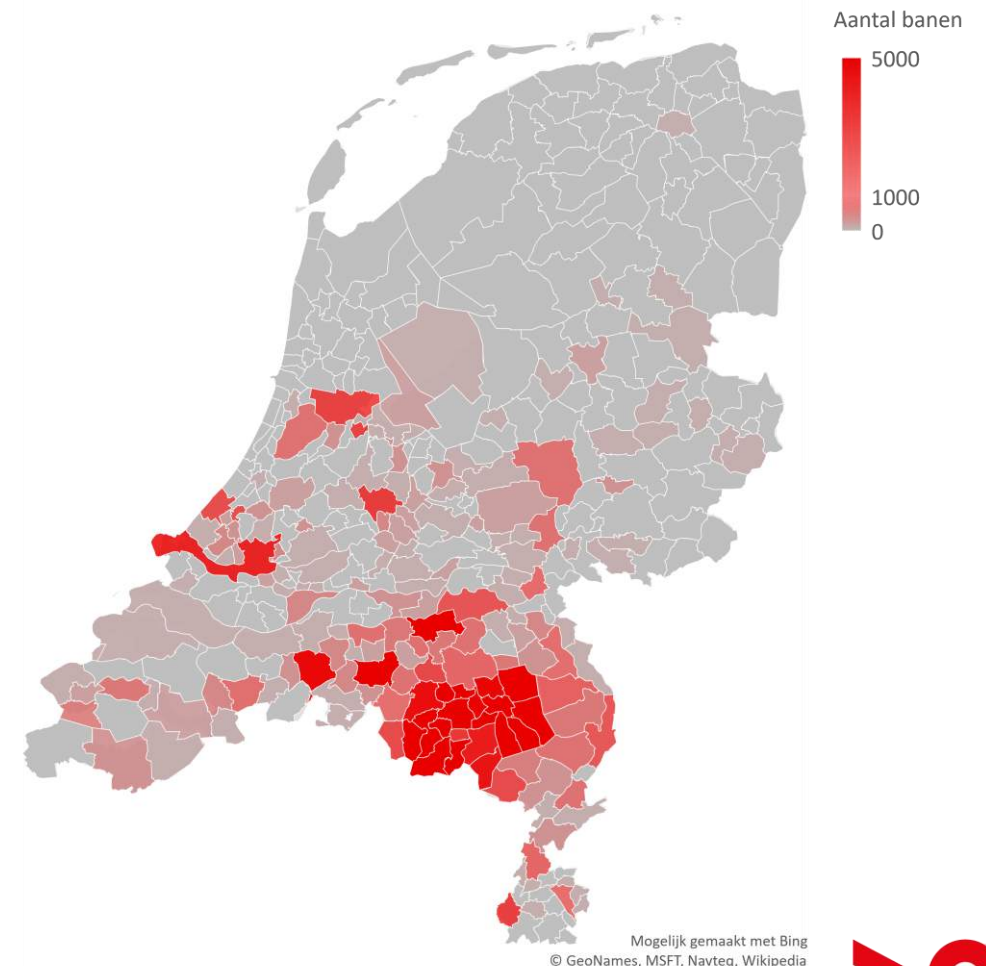 Aantal banen
5000
1000
0
Mogelijk gemaakt met Bing
© GeoNames, MSFT, Navteq, Wikipedia